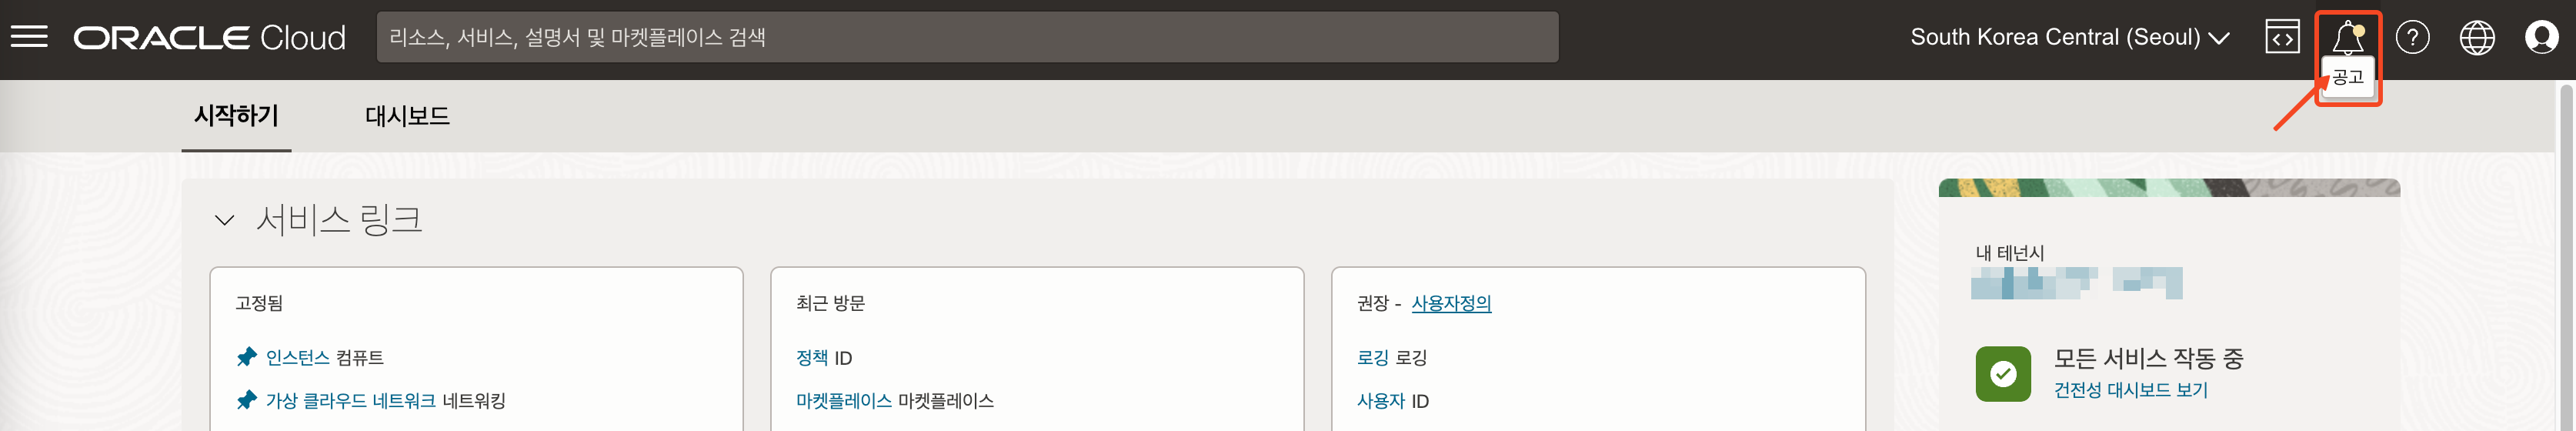 ORACLE Cloud
리소스, 서비스, 설명서 및 마켓플레이스 검색
South Korea Central (Seoul)
공고
시작하기
대시보드
서비스 링크
고정됨
인스턴스 컴퓨트
가상 클라우드 네트워크 네트워킹
최근 방문
정책 ID
마켓플레이스 마켓플레이스
권장 - 사용자정의
로깅 로깅
사용자 ID
내 테넌시
모든 서비스 작동 중
건전성 대시보드 보기